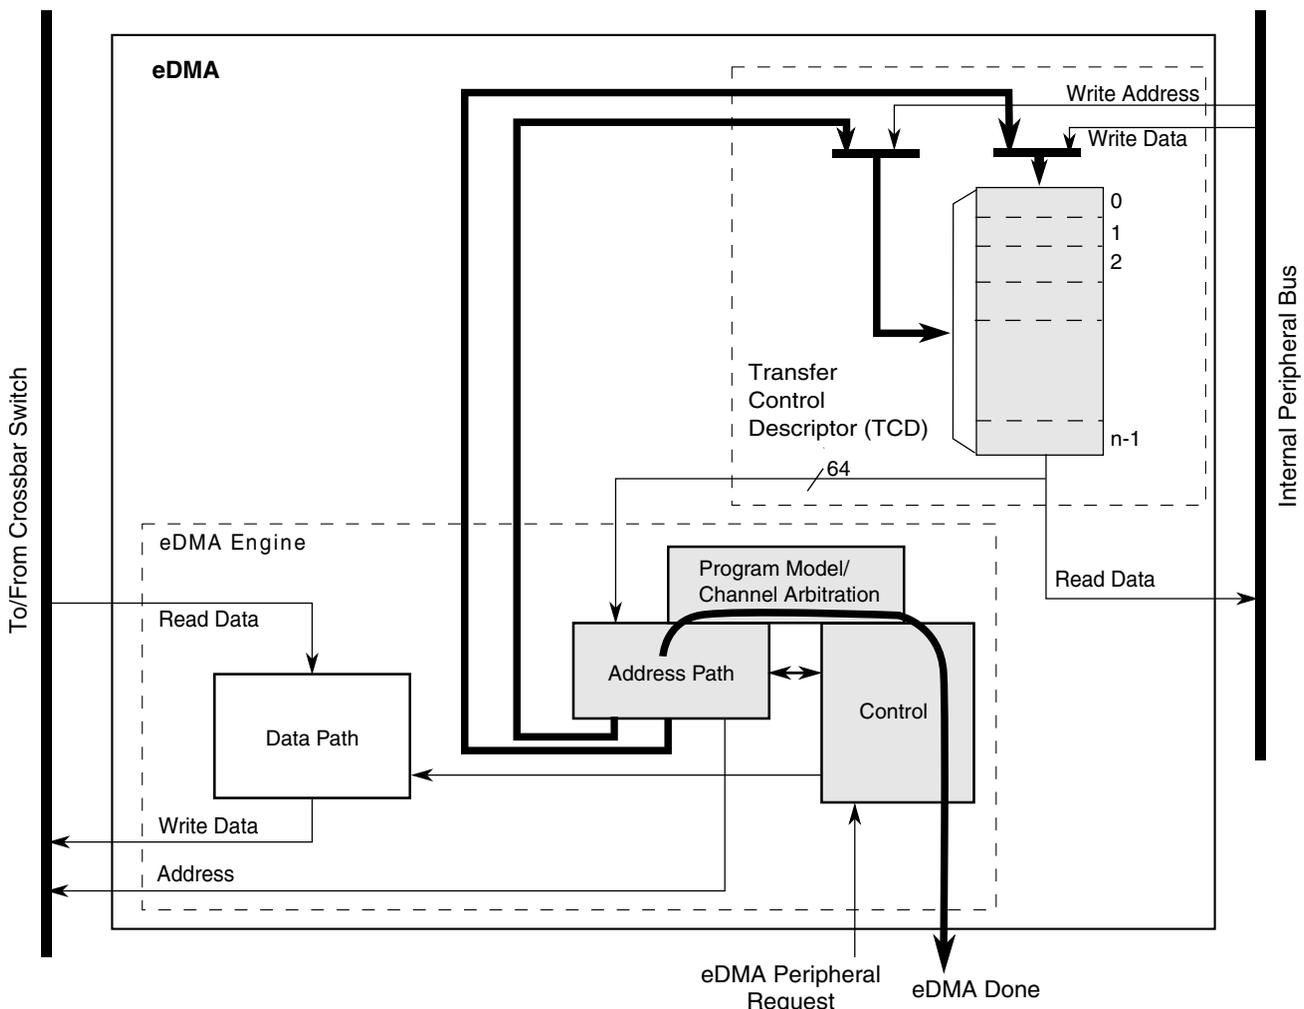 eDMA
Write Address
Write Data
0
1
2
n-1
Transfer
Control
Descriptor (TCD)
64
To/From Crossbar Switch
Internal Peripheral Bus
eDMA Engine
Program Model/
Channel Arbitration
Read Data
Read Data
Address Path
Control
Data Path
Write Data
Address
eDMA Peripheral
Request
eDMA Done